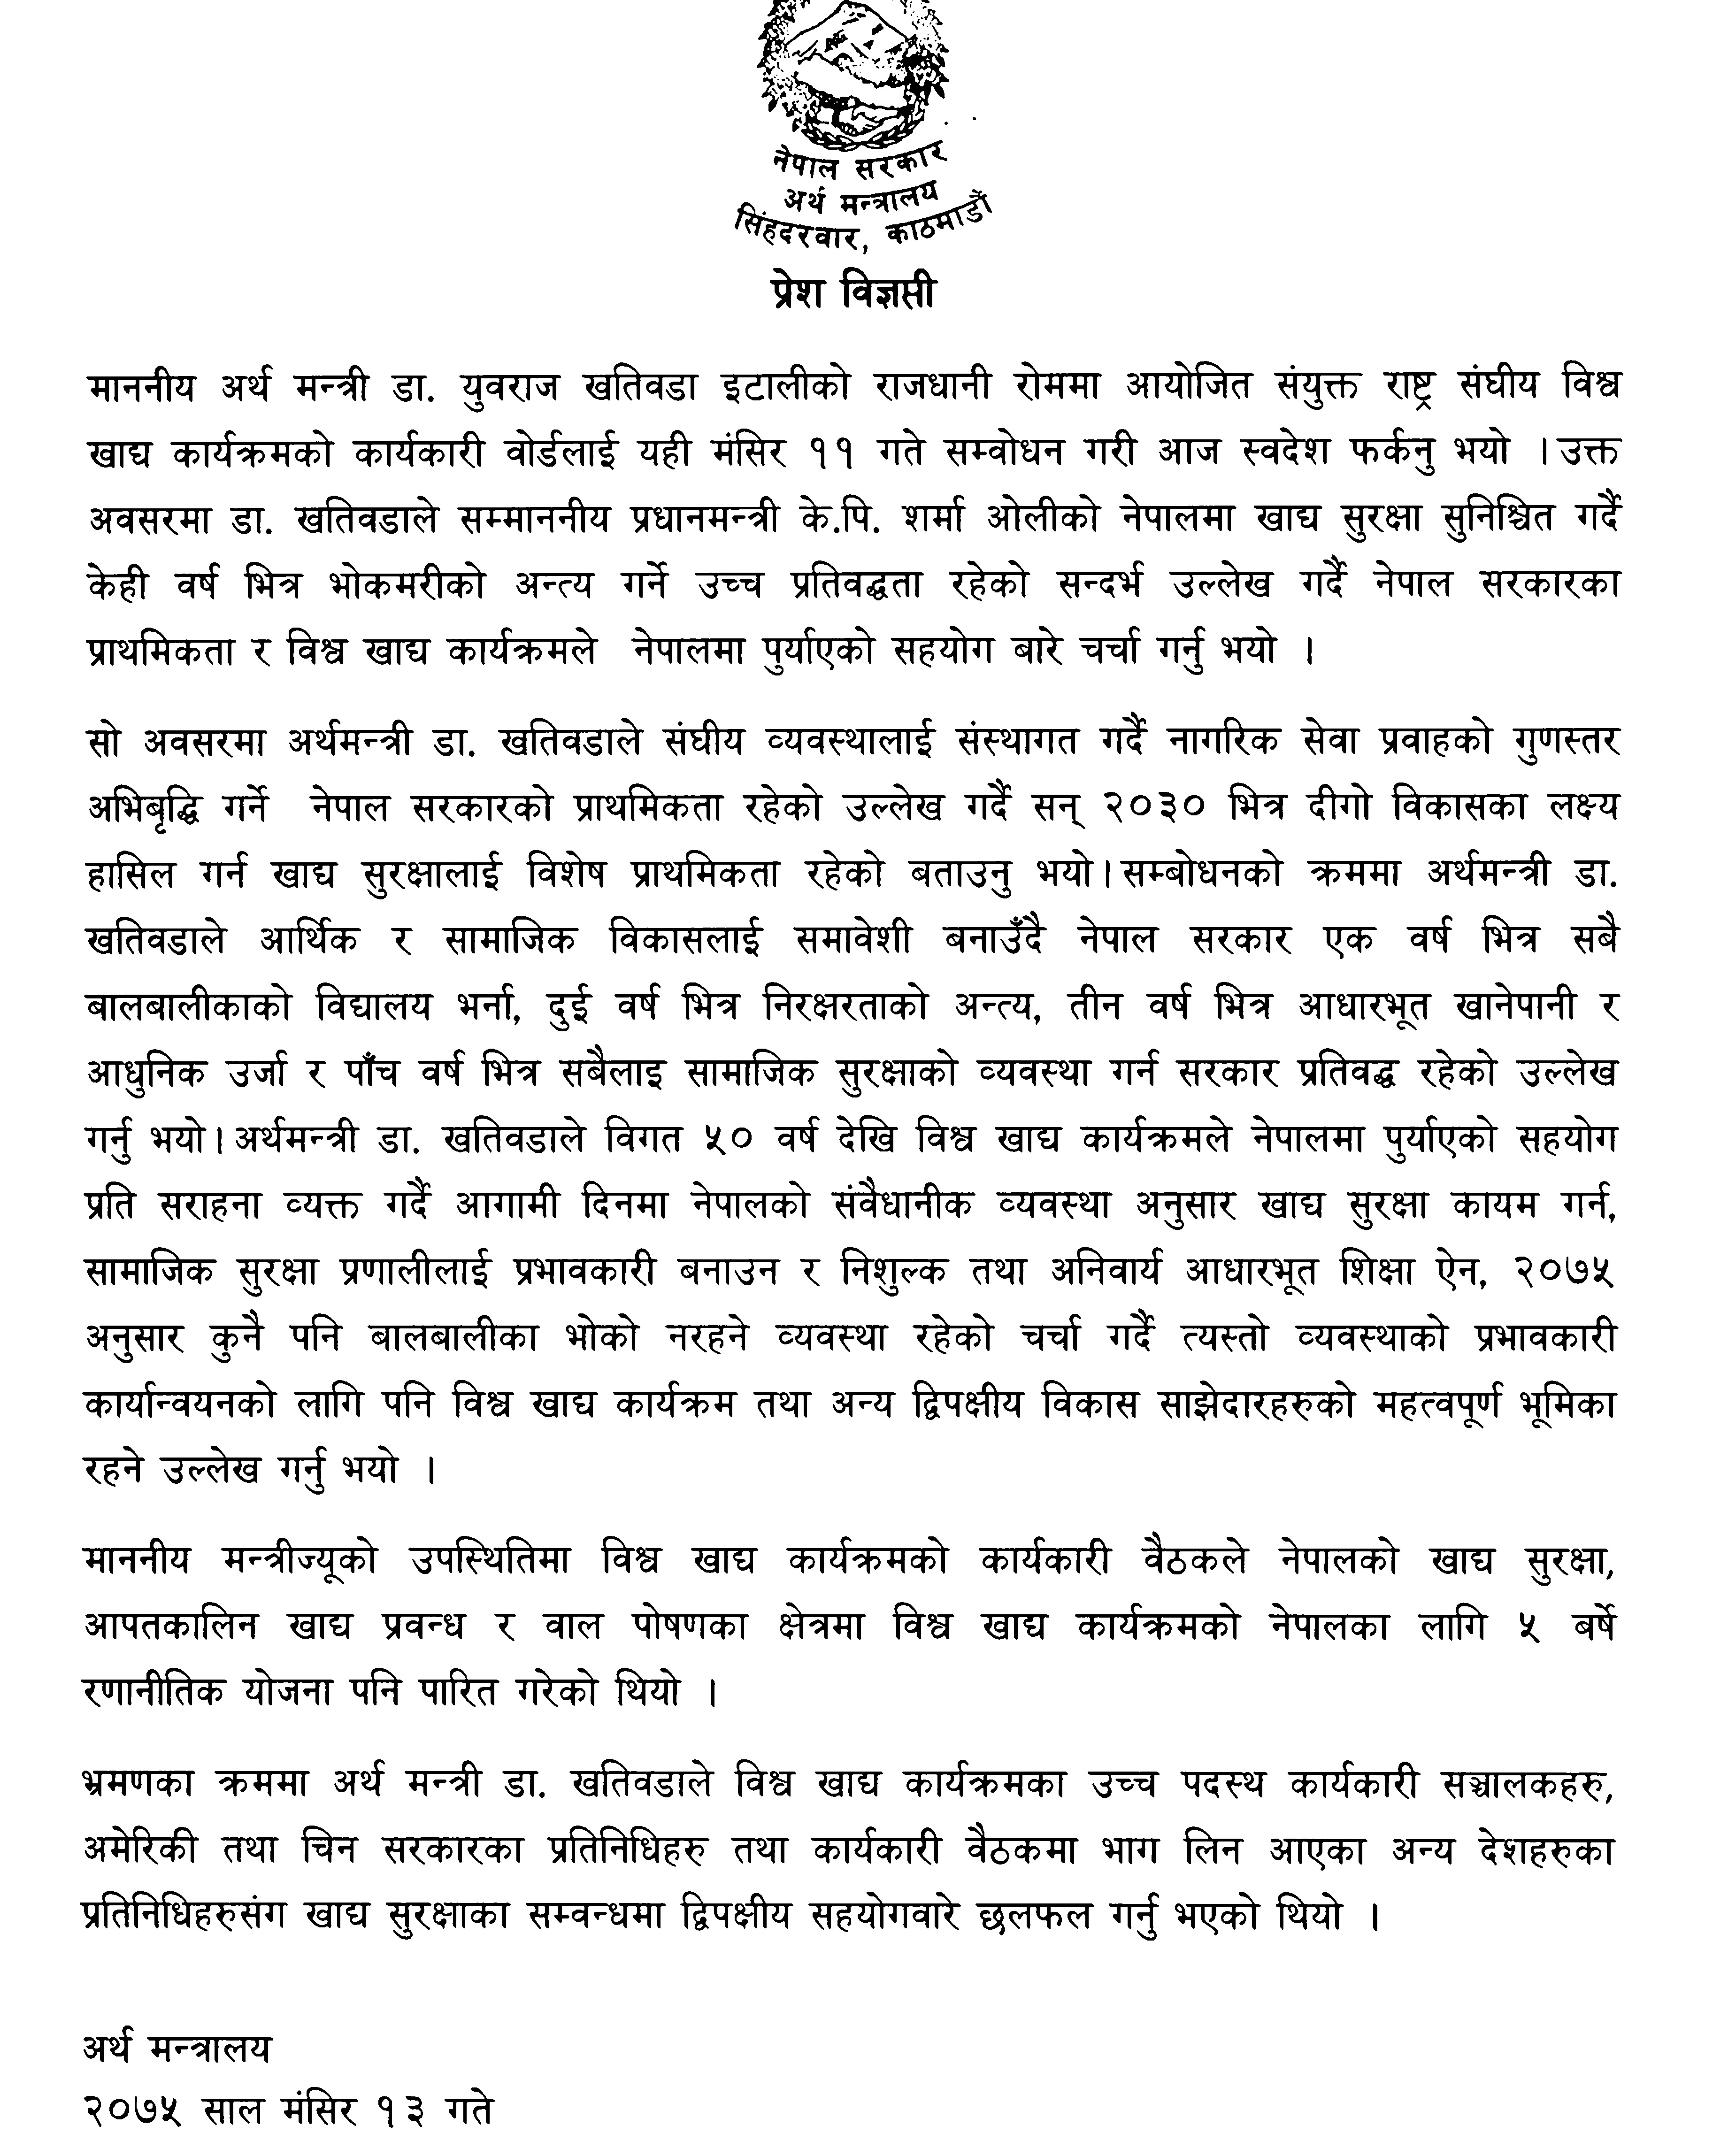 नेपाल सरकार
अर्थ मन्त्रालय
सिंहदरवार, काठमाडौं
प्रेश विज्ञप्ती
माननीय अर्थ मन्त्री डा. युवराज खतिवडा इटालीको राजधानी रोममा आयोजित संयुक्त राष्ट्र संघीय विश्व
खाद्य कार्यक्रमको कार्यकारी वोर्डलाई यही मंसिर ११ गते सम्वोधन गरी आज स्वदेश फर्कनु भयो । उक्त
अवसरमा डा. खतिवडाले सम्माननीय प्रधानमन्त्री के.पि. शर्मा ओलीको नेपालमा खाद्य सुरक्षा सुनिश्चित गर्दै
केही वर्ष भित्र भोकमरीको अन्त्य गर्ने उच्च प्रतिवद्धता रहेको सन्दर्भ उल्लेख गर्दै नेपाल सरकारका
प्राथमिकता र विश्व खाद्य कार्यक्रमले नेपालमा पुर्याएको सहयोग बारे चर्चा गर्नु भयो ।
सो अवसरमा अर्थमन्त्री डा. खतिवडाले संघीय व्यवस्थालाई संस्थागत गर्दै नागरिक सेवा प्रवाहको गुणस्तर
अभिबृद्धि गर्ने नेपाल सरकारको प्राथमिकता रहेको उल्लेख गर्दै सन् २०३० भित्र दीगो विकासका लक्ष्य
हासिल गर्न खाद्य सुरक्षालाई विशेष प्राथमिकता रहेको बताउनु भयो। सम्बोधनको क्रममा अर्थमन्त्री डा.
खतिवडाले आर्थिक र सामाजिक विकासलाई समावेशी बनाउँदै नेपाल सरकार एक वर्ष भित्र सबै
बालबालीकाको विद्यालय भर्ना, दुई वर्ष भित्र निरक्षरताको अन्त्य, तीन वर्ष भित्र आधारभूत खानेपानी र
आधुनिक उर्जा र पाँच वर्ष भित्र सबैलाइ सामाजिक सुरक्षाको व्यवस्था गर्न सरकार प्रतिवद्ध रहेको उल्लेख
गर्नु भयो। अर्थमन्त्री डा. खतिवडाले विगत ५० वर्ष देखि विश्व खाद्य कार्यक्रमले नेपालमा पुर्याएको सहयोग
प्रति सराहना व्यक्त गर्दै आगामी दिनमा नेपालको संवैधानीक व्यवस्था अनुसार खाद्य सुरक्षा कायम गर्न,
सामाजिक सुरक्षा प्रणालीलाई प्रभावकारी बनाउन र निशुल्क तथा अनिवार्य आधारभूत शिक्षा ऐन, २०७५
अनुसार कुनै पनि बालबालीका भोको नरहने व्यवस्था रहेको चर्चा गर्दै त्यस्तो व्यवस्थाको प्रभावकारी
कार्यान्वयनको लागि पनि विश्व खाद्य कार्यक्रम तथा अन्य द्विपक्षीय विकास साझेदारहरुको महत्वपूर्ण भूमिका
रहने उल्लेख गर्नु भयो ।
माननीय मन्त्रीज्यूको उपस्थितिमा विश्व खाद्य कार्यक्रमको कार्यकारी वैठकले नेपालको खाद्य सुरक्षा,
आपतकालिन खाद्य प्रवन्ध र वाल पोषणका क्षेत्रमा विश्व खाद्य कार्यक्रमको नेपालका लागि ५ बर्षे
रणानीतिक योजना पनि पारित गरेको थियो ।
भ्रमणका क्रममा अर्थ मन्त्री डा. खतिवडाले विश्व खाद्य कार्यक्रमका उच्च पदस्थ कार्यकारी सञ्चालकहरु,
अमेरिकी तथा चिन सरकारका प्रतिनिधिहरु तथा कार्यकारी वैठकमा भाग लिन आएका अन्य देशहरुका
प्रतिनिधिहरुसंग खाद्य सुरक्षाका सम्वन्धमा द्विपक्षीय सहयोगवारे छलफल गर्नु भएको थियो ।
अर्थ मन्त्रालय
२०७५ साल मंसिर १३ गते